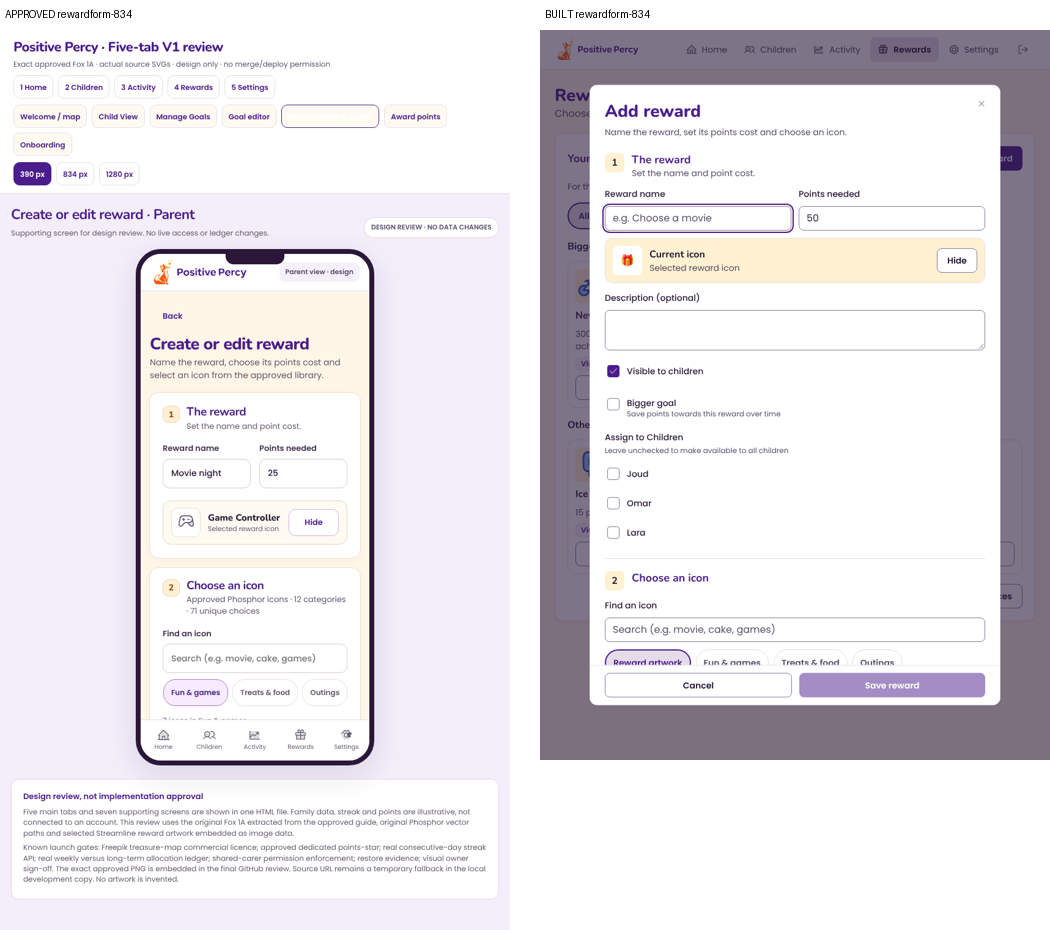 APPROVED rewardform-834
Positive Percy · Five-tab V1 review
Exact approved Fox 1A · actual source SVGs · design only · no merge/deploy permission
1 Home
2 Children
3 Activity
4 Rewards
5 Settings
Welcome / map
Child View
Manage Goals
Goal editor
Award points
Onboarding
390 px
834 px
1280 px
Create or edit reward · Parent
Supporting screen for design review. No live access or ledger changes.
DESIGN REVIEW · NO DATA CHANGES
Positive Percy
Parent view · design
Back
Create or edit reward
Name the reward, choose its points cost and
select an icon from the approved library.
1
The reward
Set the name and point cost.
Reward name
Points needed
Movie night
25
Game Controller
Selected reward icon
Hide
2
Choose an icon
Approved Phosphor icons · 12 categories
· 71 unique choices
Find an icon
Search (e.g. movie, cake, games)
Fun & games
Treats & food
Outings
Home
Children
Activity
Rewards
Settings
Design review, not implementation approval
Five main tabs and seven supporting screens are shown in one HTML file. Family data, streak and points are illustrative, not
connected to an account. This review uses the original Fox 1A extracted from the approved guide, original Phosphor vector
paths and selected Streamline reward artwork embedded as image data.
Known launch gates: Freepik treasure-map commercial licence; approved dedicated points-star; real consecutive-day streak
API; real weekly versus long-term allocation ledger; shared-carer permission enforcement; restore evidence; visual owner
sign-off. The exact approved PNG is embedded in the final GitHub review. Source URL remains a temporary fallback in the local
development copy. No artwork is invented.
BUILT rewardform-834
Positive Percy
Home
Children
Activity
Rewards
Settings
Add reward
×
Name the reward, set its points cost and choose an icon.
1
The reward
Set the name and point cost.
Reward name
Points needed
e.g. Choose a movie
50
Current icon
Selected reward icon
Hide
Description (optional)
Visible to children
Bigger goal
Save points towards this reward over time
Assign to Children
Leave unchecked to make available to all children
Joud
Omar
Lara
2
Choose an icon
Find an icon
Search (e.g. movie, cake, games)
Reward artwork
Fun & games
Treats & food
Outings
Cancel
Save reward